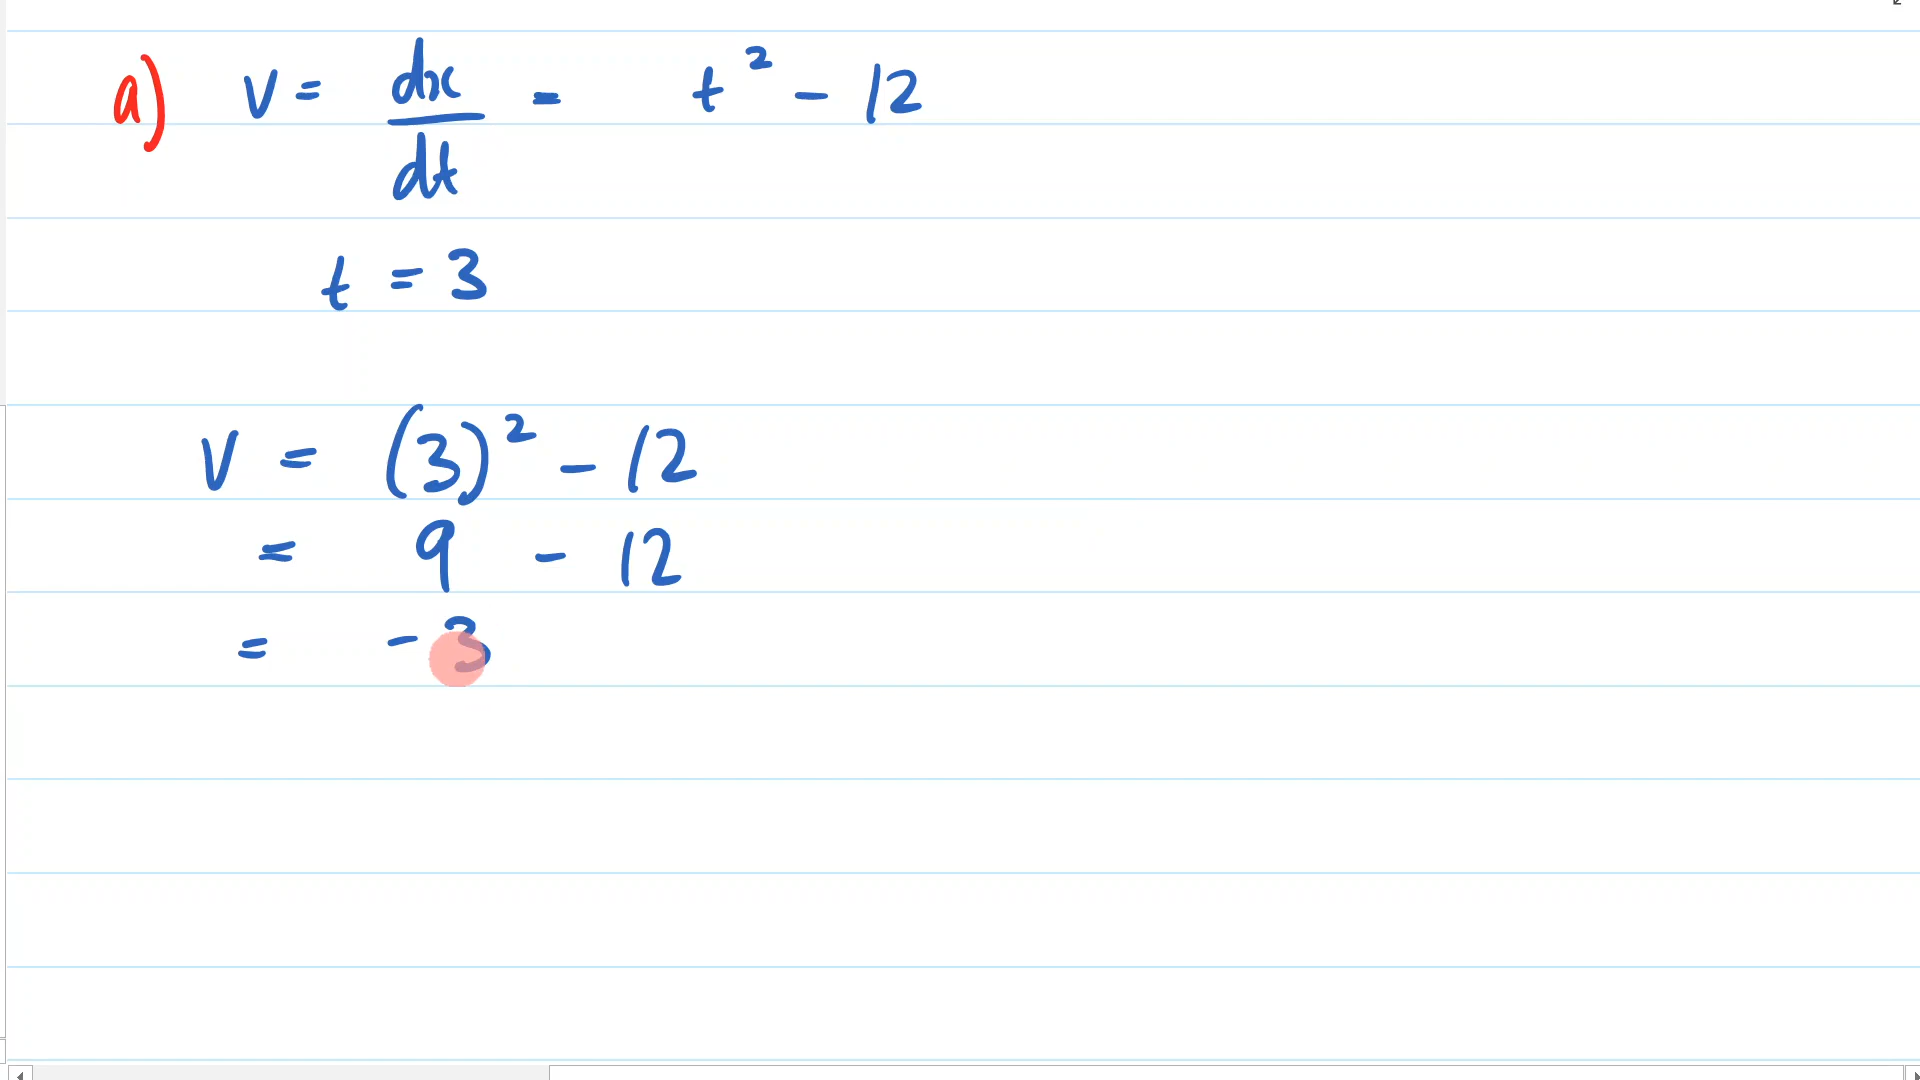 a) v = dx/dt = t² - 12
t = 3
V = (3)² - 12
= 9 - 12
= - 3